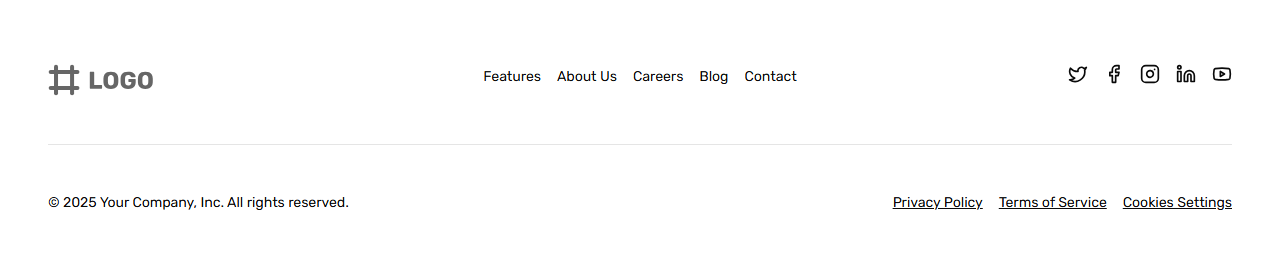 LOGO
Features About Us Careers Blog Contact
© 2025 Your Company, Inc. All rights reserved.
Privacy Policy Terms of Service Cookies Settings